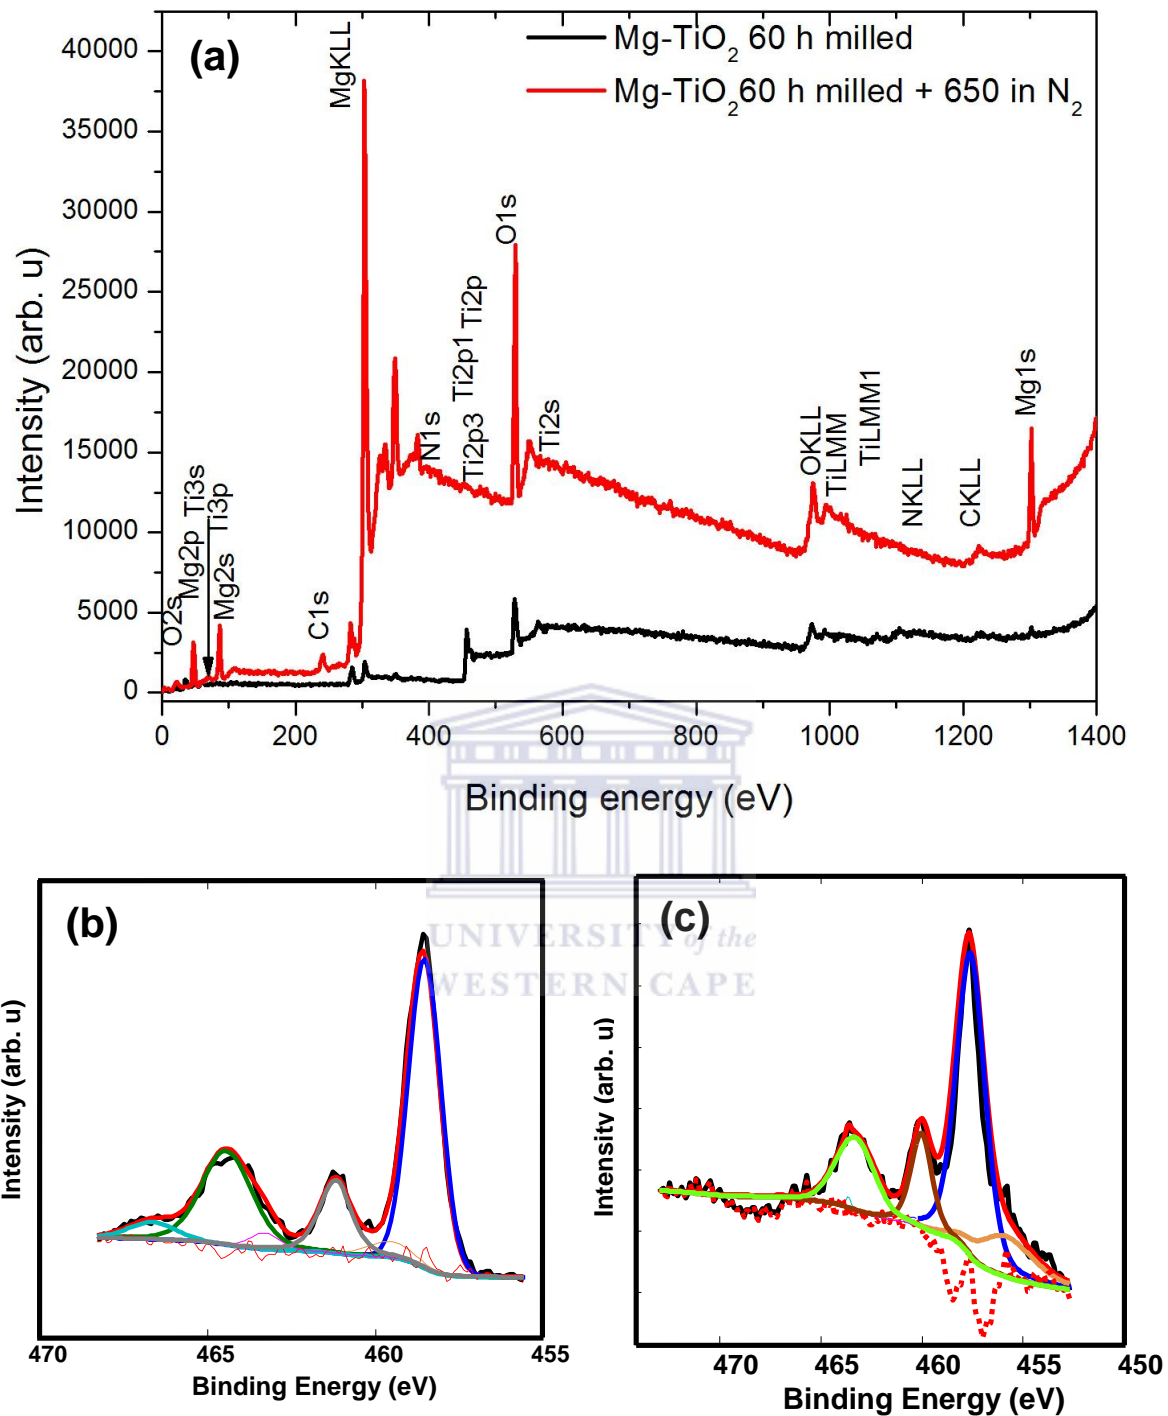 (a)
Mg-TiO2 60 h milled
Mg-TiO260 h milled + 650 in N2
40000
35000
30000
25000
20000
15000
10000
5000
0
Intensity (arb. u)
O2s
Mg2p
Ti3s
Ti3p
Mg2s
C1s
MgKLL
N1s
Ti2p1
Ti2p
Ti2p3
O1s
Ti2s
OKLL
TiLMM
TiLMM1
NKLL
CKLL
Mg1s
0 200 400 600 800 1000 1200 1400
Binding energy (eV)
UNIVERSITY of the
WESTERN CAPE
(b)
Intensity (arb. u)
470 465 460 455
Binding Energy (eV)
(c)
Intensity (arb. u)
470 465 460 455 450
Binding Energy (eV)